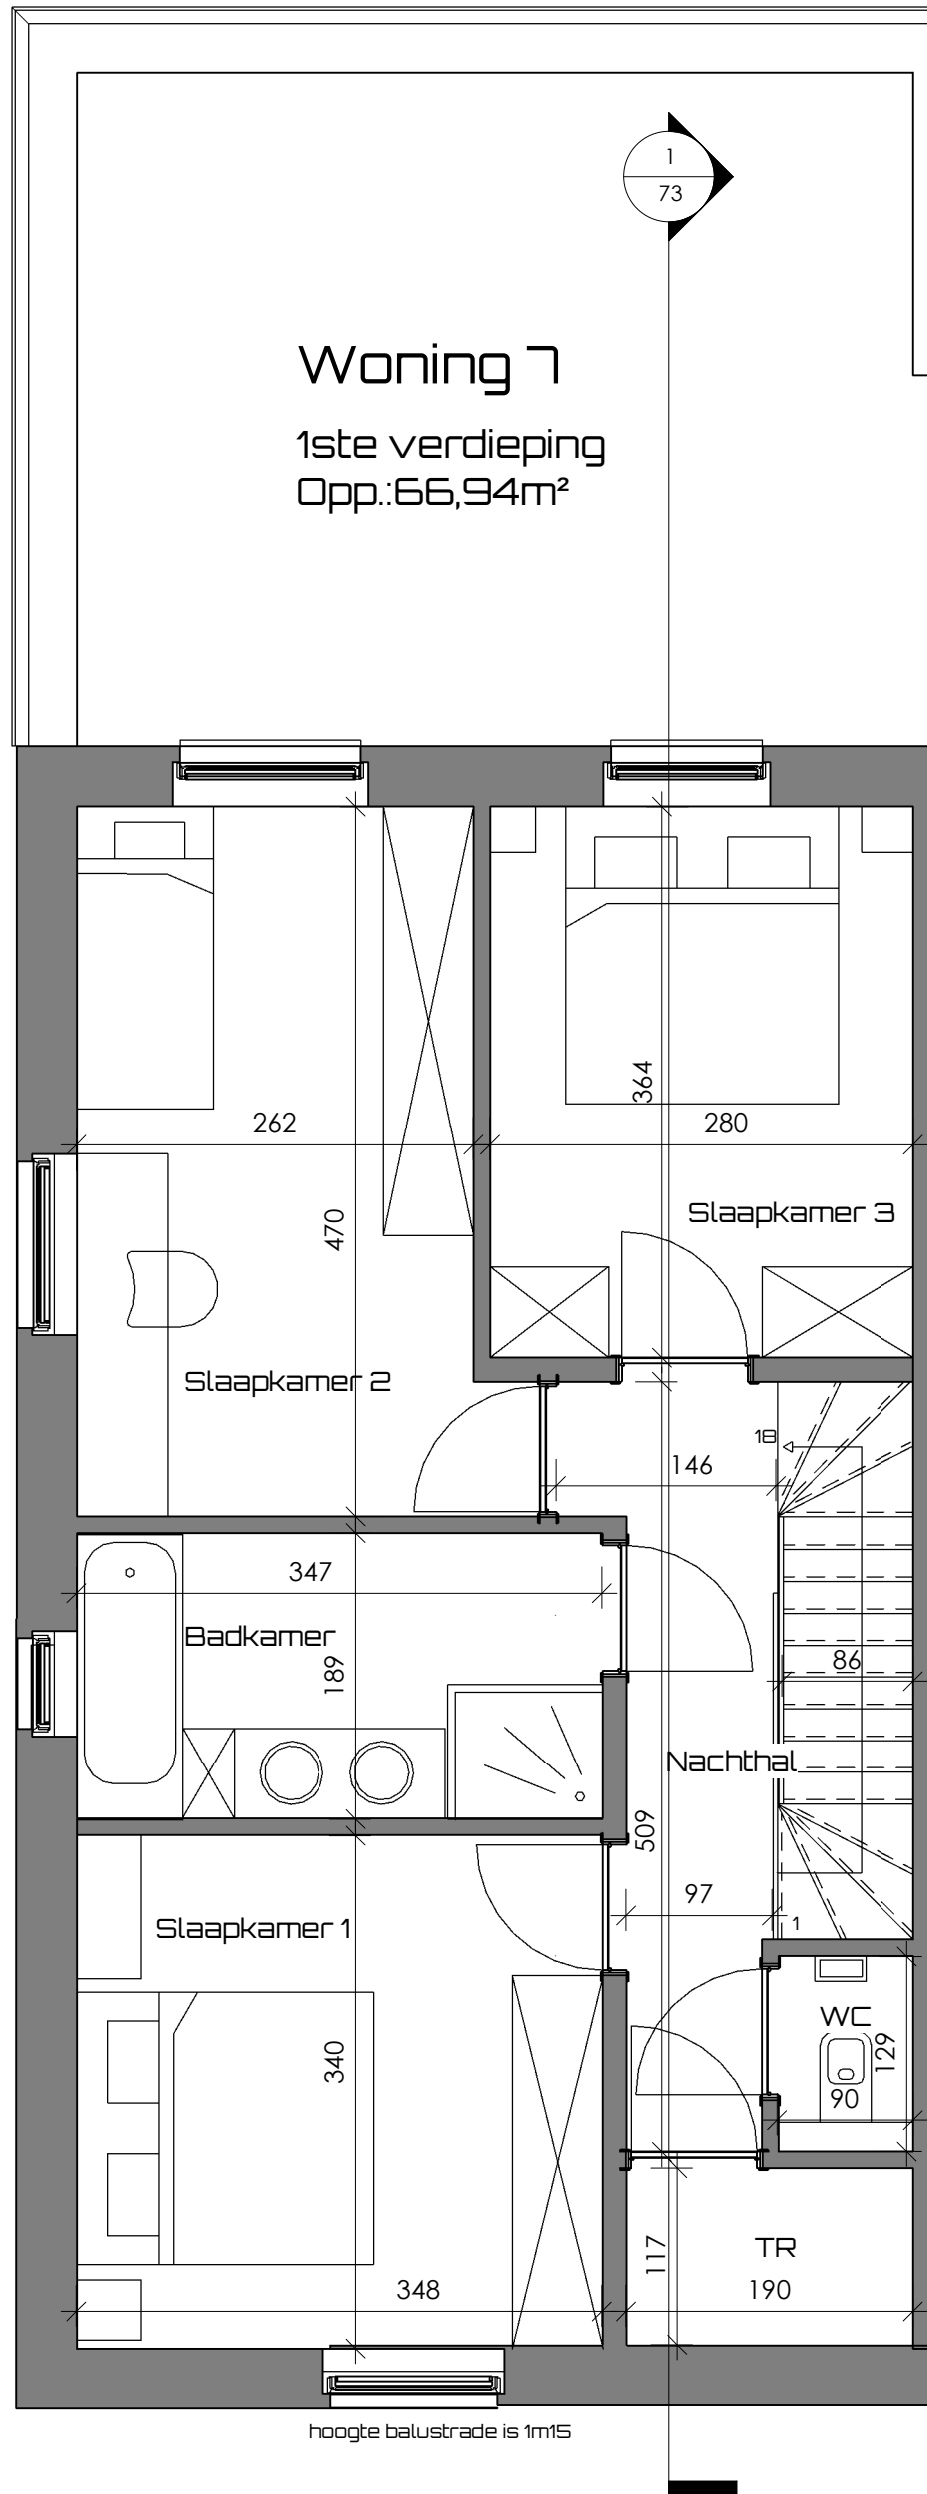 1
73
Woning 7
1ste verdieping
Opp.:66,94m²
364
262
280
Slaapkamer 3
470
Slaapkamer 2
18
146
347
Badkamer
189
86
Nachthal
509
97
Slaapkamer 1
1
WC
129
340
90
117
TR
348
190
hoogte balustrade is 1m15